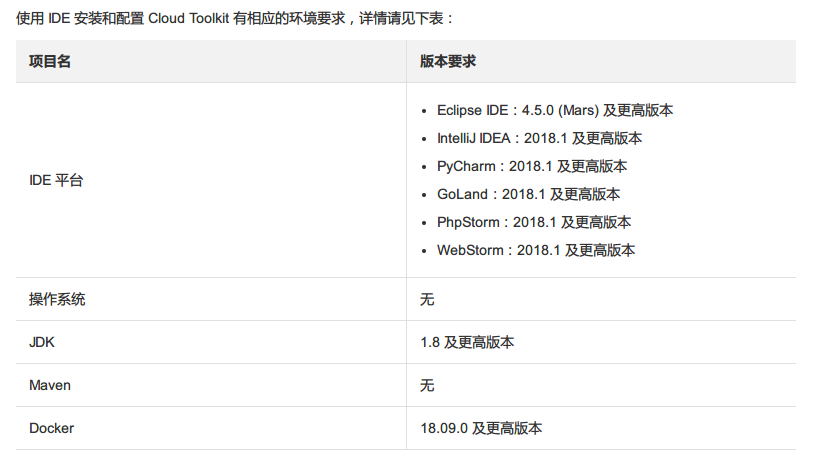 使用 IDE 安装和配置 Cloud Toolkit 有相应的环境要求，详情请见下表：
项目名 版本要求
IDE 平台
• Eclipse IDE：4.5.0 (Mars) 及更高版本
• IntelliJ IDEA：2018.1 及更高版本
• PyCharm：2018.1 及更高版本
• GoLand：2018.1 及更高版本
• PhpStorm：2018.1 及更高版本
• WebStorm：2018.1 及更高版本
操作系统 无
JDK 1.8 及更高版本
Maven 无
Docker 18.09.0 及更高版本